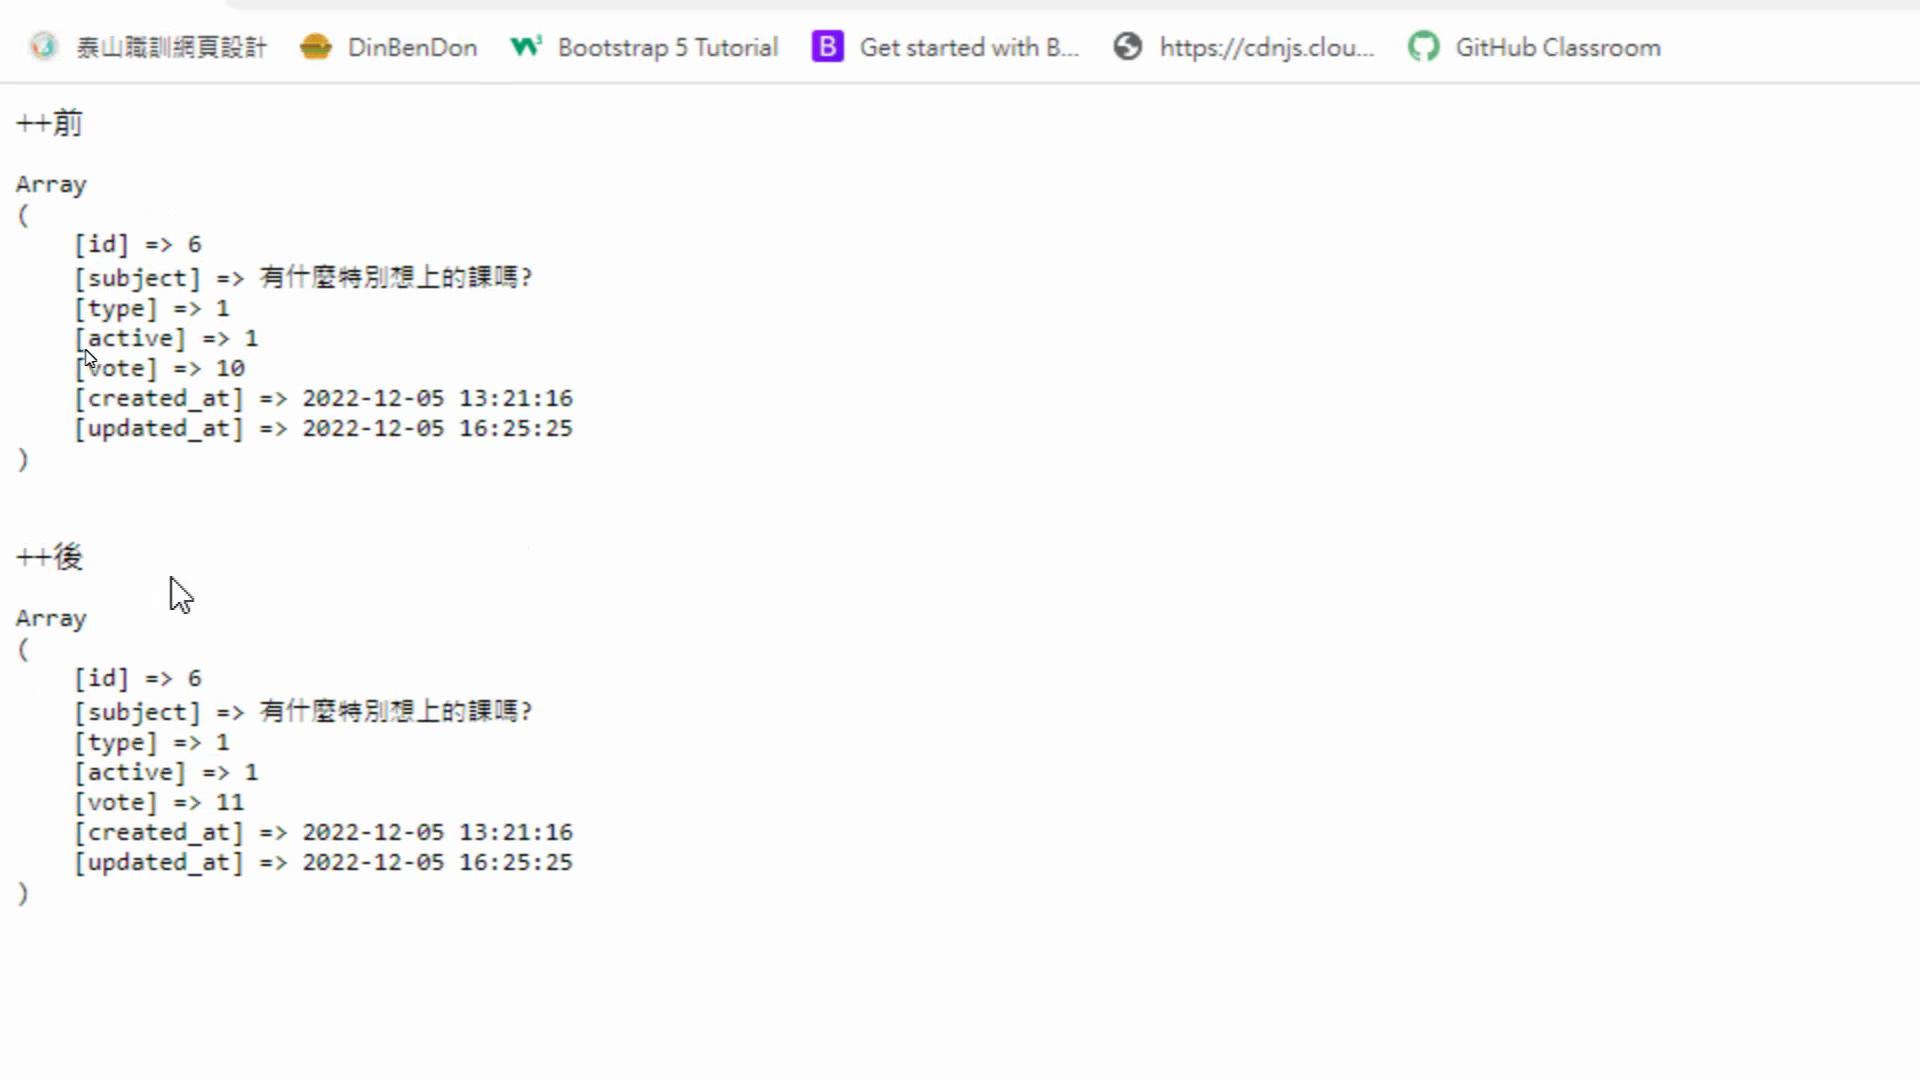 泰山職訓網頁設計 DinBenDon Bootstrap 5 Tutorial Get started with B... https://cdnjs.clou... GitHub Classroom
++前
Array
(
[id] => 6
[subject] => 有什麼特別想上的課嗎?
[type] => 1
[active] => 1
[vote] => 10
[created_at] => 2022-12-05 13:21:16
[updated_at] => 2022-12-05 16:25:25
)
++後
Array
(
[id] => 6
[subject] => 有什麼特別想上的課嗎?
[type] => 1
[active] => 1
[vote] => 11
[created_at] => 2022-12-05 13:21:16
[updated_at] => 2022-12-05 16:25:25
)